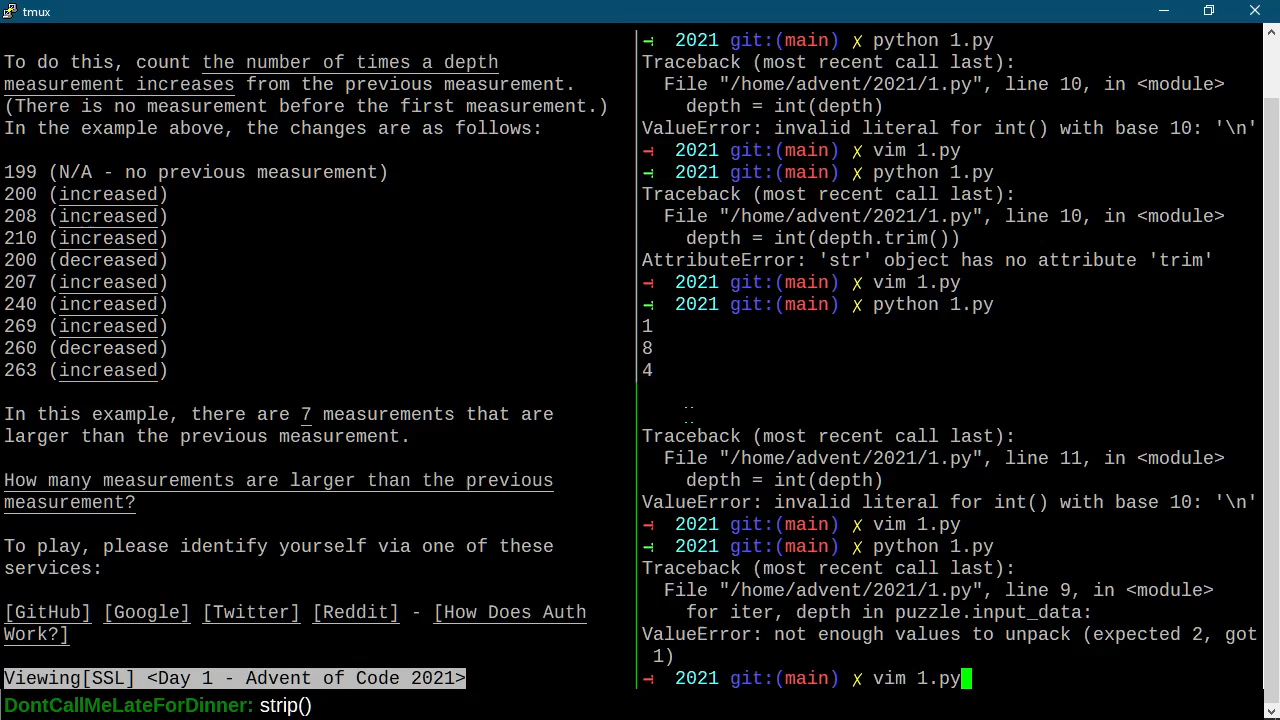 tmux
To do this, count the number of times a depth
measurement increases from the previous measurement.
(There is no measurement before the first measurement.)
In the example above, the changes are as follows:
199 (N/A - no previous measurement)
200 (increased)
208 (increased)
210 (increased)
200 (decreased)
207 (increased)
240 (increased)
269 (increased)
260 (decreased)
263 (increased)
In this example, there are 7 measurements that are
larger than the previous measurement.
How many measurements are larger than the previous
measurement?
To play, please identify yourself via one of these
services:
[GitHub] [Google] [Twitter] [Reddit] - [How Does Auth
Work?]
Viewing[SSL] <Day 1 - Advent of Code 2021>
→ 2021 git:(main) ✗ python 1.py
Traceback (most recent call last):
File "/home/advent/2021/1.py", line 10, in <module>
depth = int(depth)
ValueError: invalid literal for int() with base 10: '\n'
→ 2021 git:(main) ✗ vim 1.py
→ 2021 git:(main) ✗ python 1.py
Traceback (most recent call last):
File "/home/advent/2021/1.py", line 10, in <module>
depth = int(depth.trim())
AttributeError: 'str' object has no attribute 'trim'
→ 2021 git:(main) ✗ vim 1.py
→ 2021 git:(main) ✗ python 1.py
1
8
4
Traceback (most recent call last):
File "/home/advent/2021/1.py", line 11, in <module>
depth = int(depth)
ValueError: invalid literal for int() with base 10: '\n'
→ 2021 git:(main) ✗ vim 1.py
→ 2021 git:(main) ✗ python 1.py
Traceback (most recent call last):
File "/home/advent/2021/1.py", line 9, in <module>
for iter, depth in puzzle.input_data:
ValueError: not enough values to unpack (expected 2, got
1)
→ 2021 git:(main) ✗ vim 1.py
DontCallMeLateForDinner: strip()